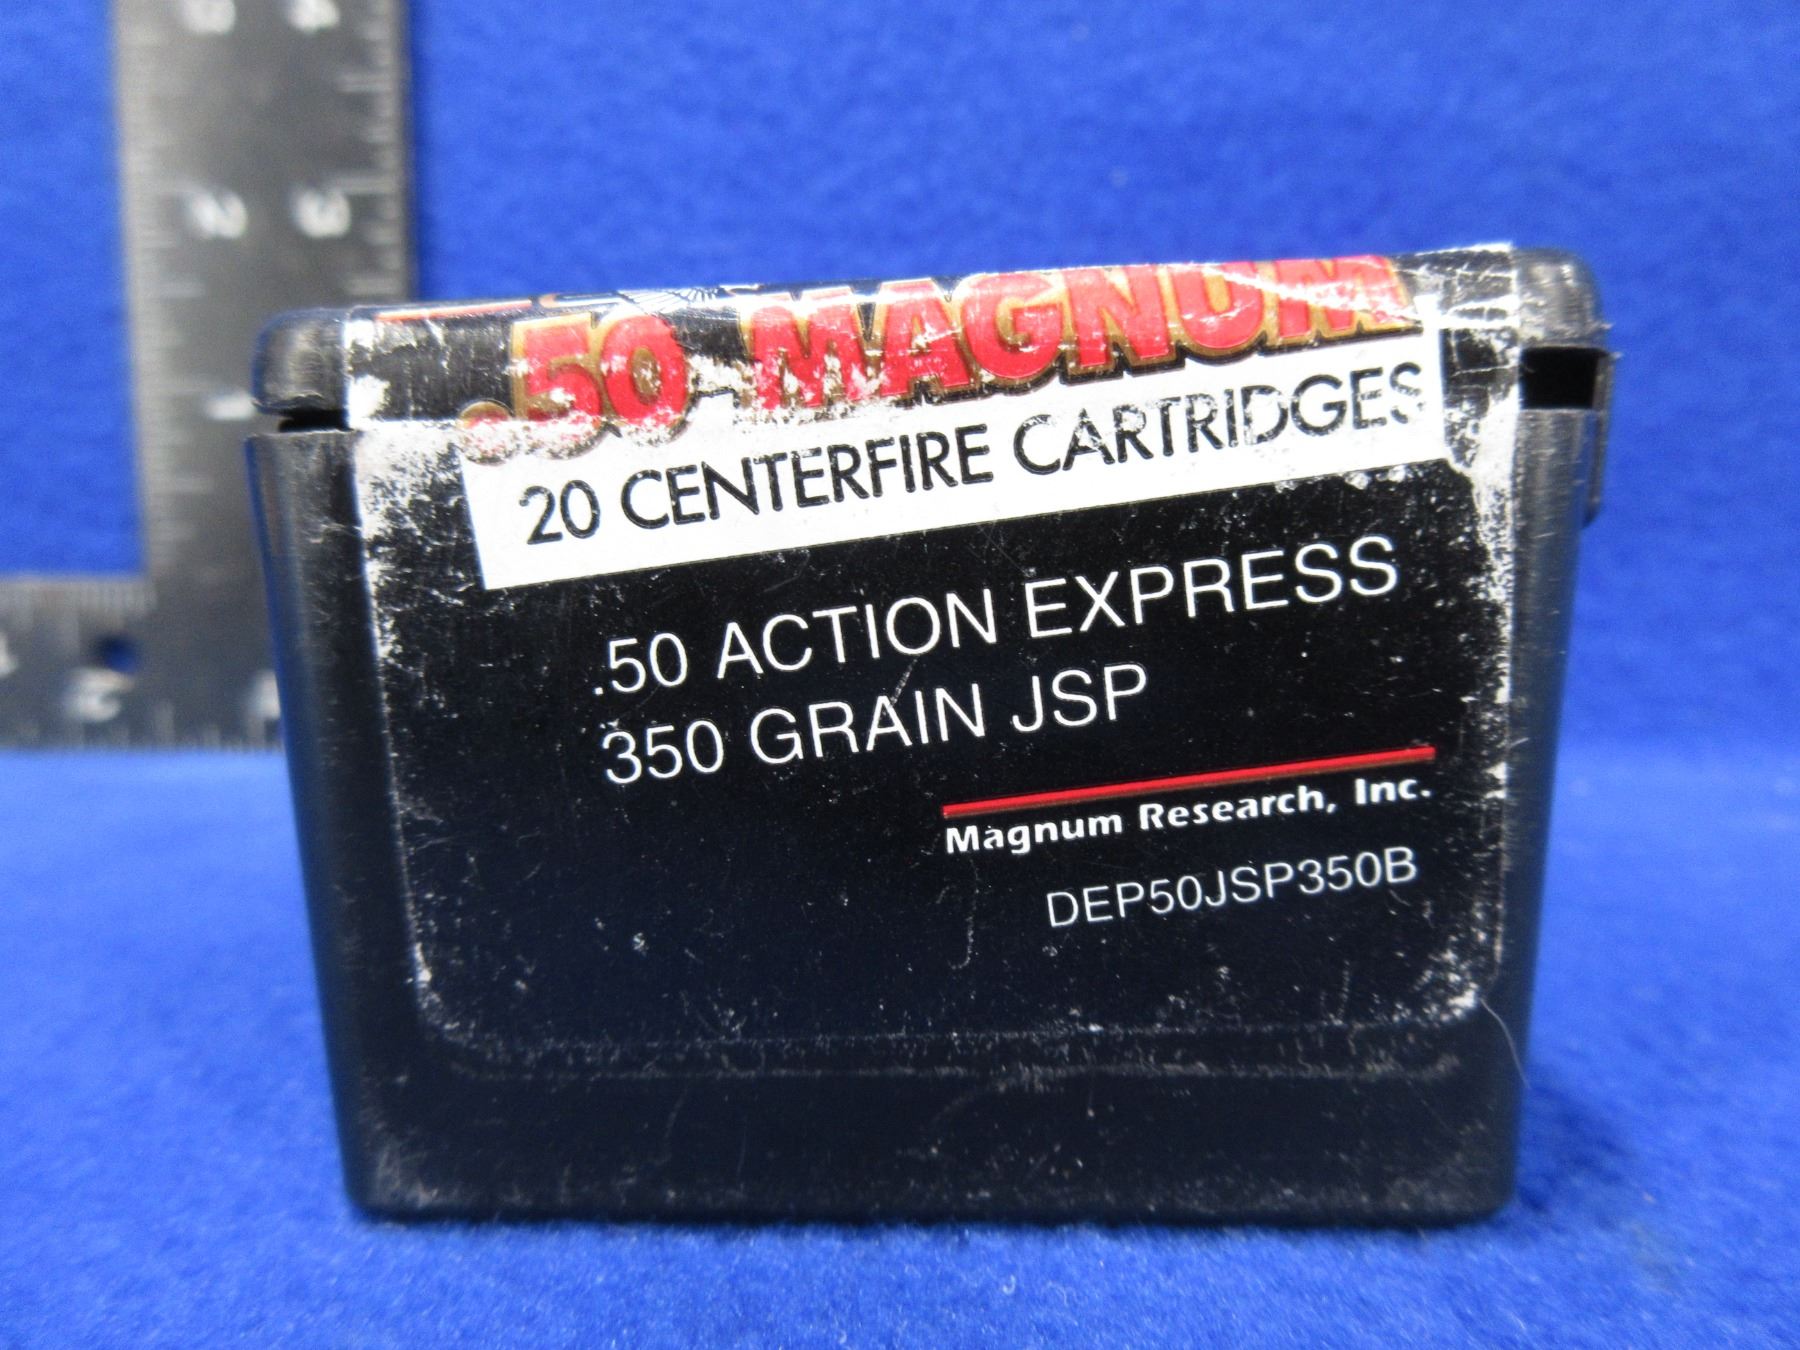 .50 MAGNUM
20 CENTERFIRE CARTRIDGES
.50 ACTION EXPRESS
350 GRAIN JSP
Magnum Research, Inc.
DEP50JSP350B